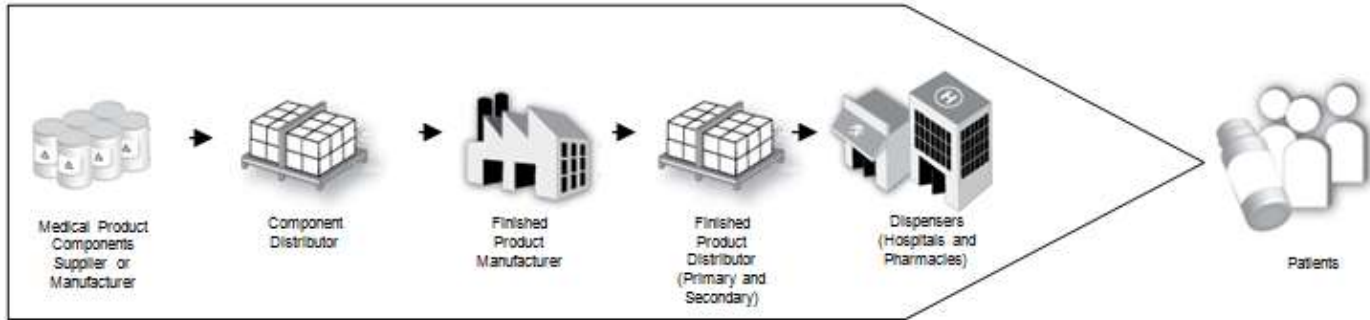 Medical Product
Components
Supplier or
Manufacturer
Component
Distributor
Finished
Product
Manufacturer
Finished
Product
Distributor
(Primary and
Secondary)
H
Dispensers
(Hospitals and
Pharmacies)
Patients